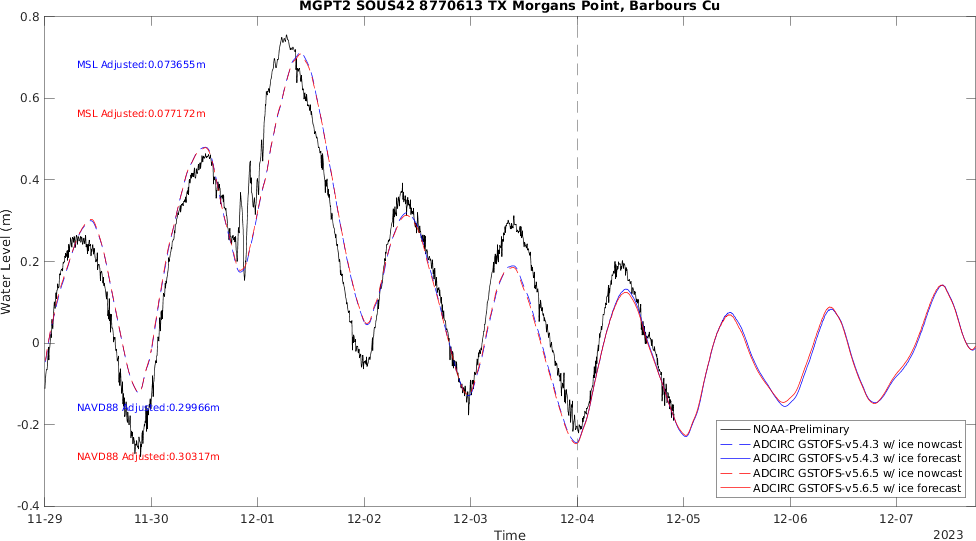 MGPT2 SOUS42 8770613 TX Morgans Point, Barbours Cu
0.8
0.6
0.4
0.2
0
-0.2
-0.4
Water Level (m)
MSL Adjusted:0.073655m
MSL Adjusted:0.077172m
NAVD88 Adjusted:0.29966m
NAVD88 Adjusted:0.30317m
NOAA-Preliminary
ADCIRC GSTOFS-v5.4.3 w/ ice nowcast
ADCIRC GSTOFS-v5.4.3 w/ ice forecast
ADCIRC GSTOFS-v5.6.5 w/ ice nowcast
ADCIRC GSTOFS-v5.6.5 w/ ice forecast
11-29 11-30 12-01 12-02 12-03 12-04 12-05 12-06 12-07
Time
2023